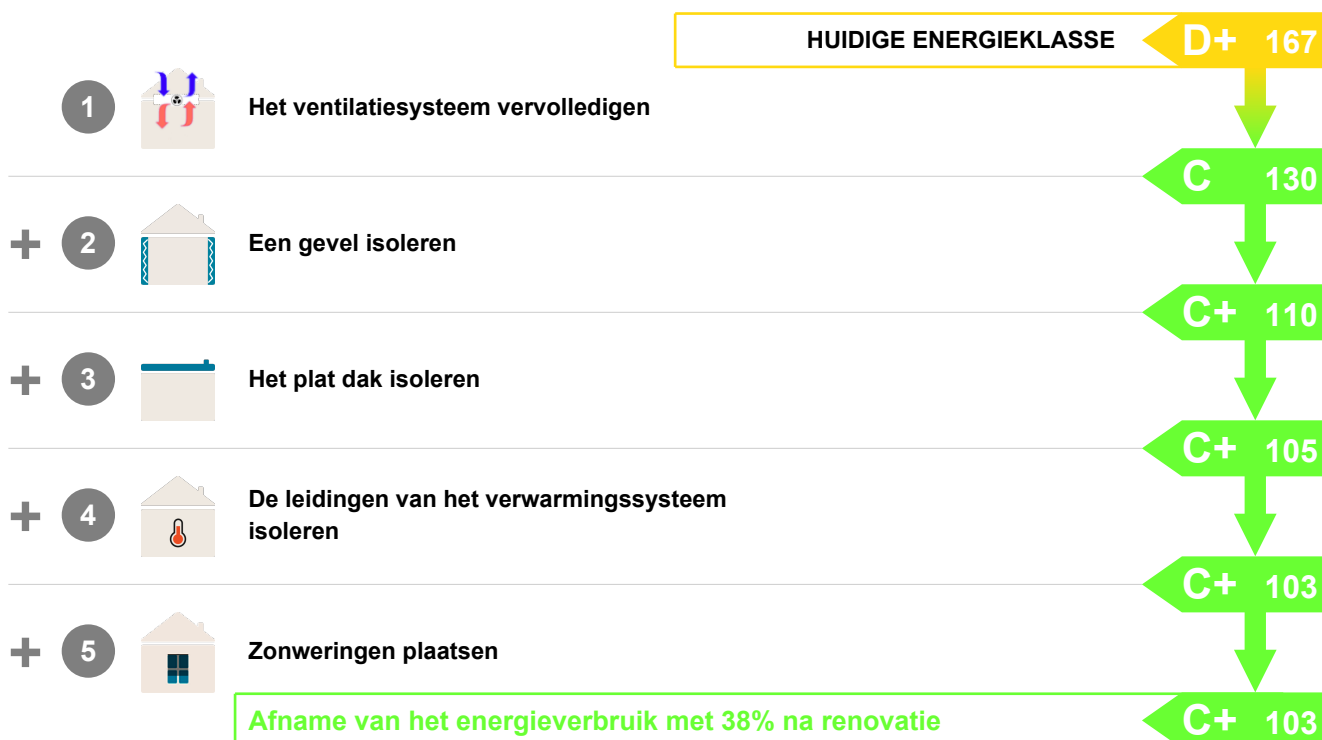 HUIDIGE ENERGIEKLASSE D+ 167
1 Het ventilatiesysteem vervolledigen
C 130
+ 2 Een gevel isoleren
C+ 110
+ 3 Het plat dak isoleren
C+ 105
+ 4 De leidingen van het verwarmingssysteem
isoleren
C+ 103
+ 5 Zonweringen plaatsen
Afname van het energieverbruik met 38% na renovatie C+ 103